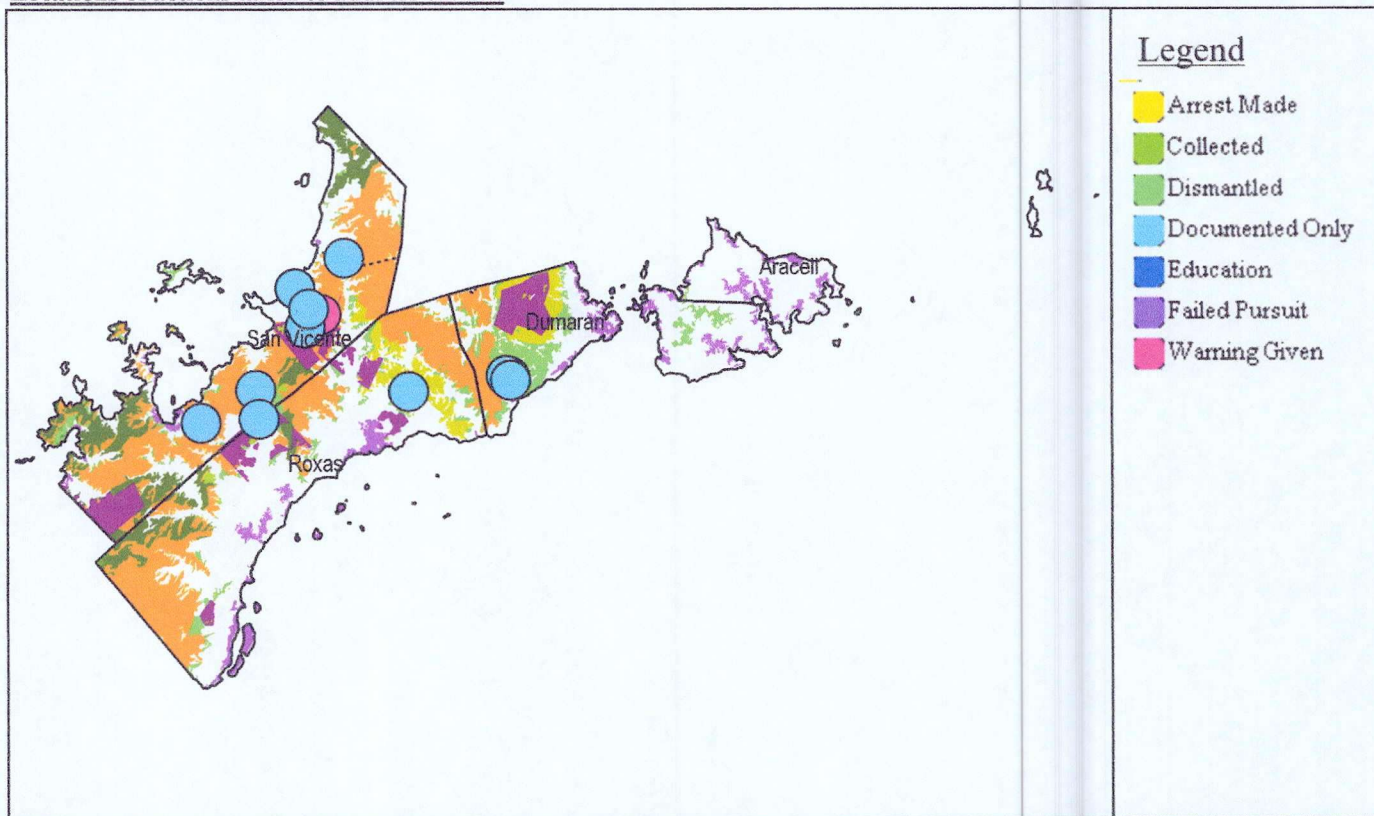 Araceli
Dumaran
San Vicente
Roxas
Legend
Arrest Made
Collected
Dismantled
Documented Only
Education
Failed Pursuit
Warning Given